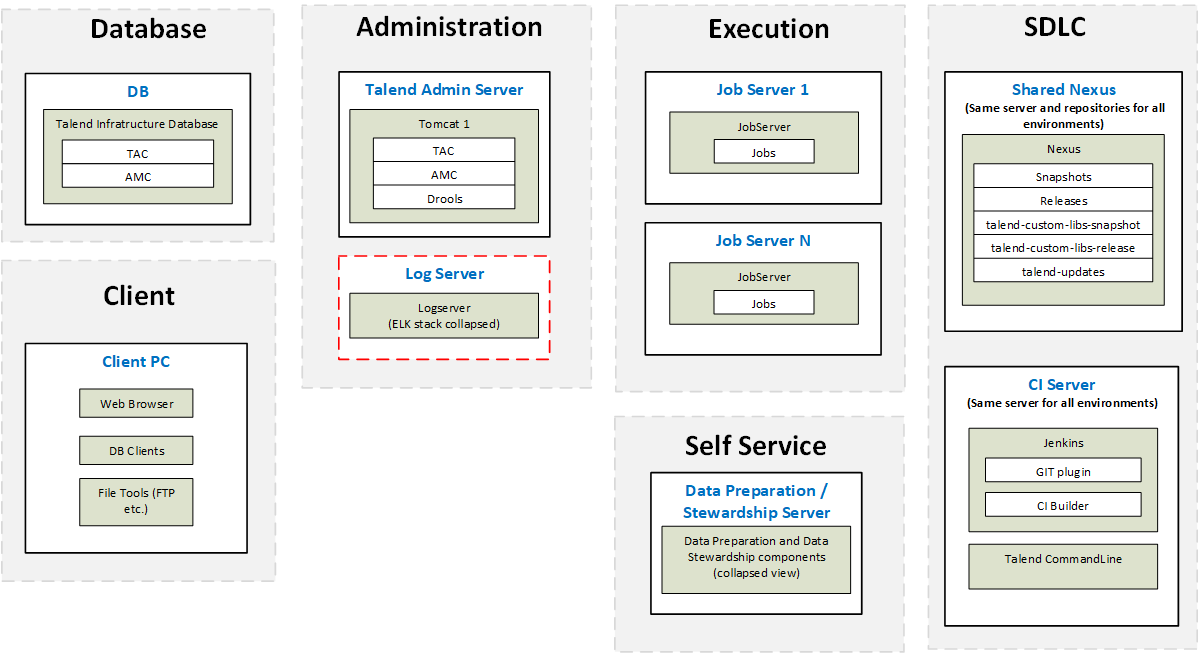 Database
DB
Talend Infratructure Database
TAC
AMC
Client
Client PC
Web Browser
DB Clients
File Tools (FTP
etc.)
Administration
Talend Admin Server
Tomcat 1
TAC
AMC
Drools
Log Server
Logserver
(ELK stack collapsed)
Execution
Job Server 1
JobServer
Jobs
Job Server N
JobServer
Jobs
Self Service
Data Preparation /
Stewardship Server
Data Preparation and Data
Stewardship components
(collapsed view)
SDLC
Shared Nexus
(Same server and repositories for all
environments)
Nexus
Snapshots
Releases
talend-custom-libs-snapshot
talend-custom-libs-release
talend-updates
CI Server
(Same server for all environments)
Jenkins
GIT plugin
CI Builder
Talend CommandLine